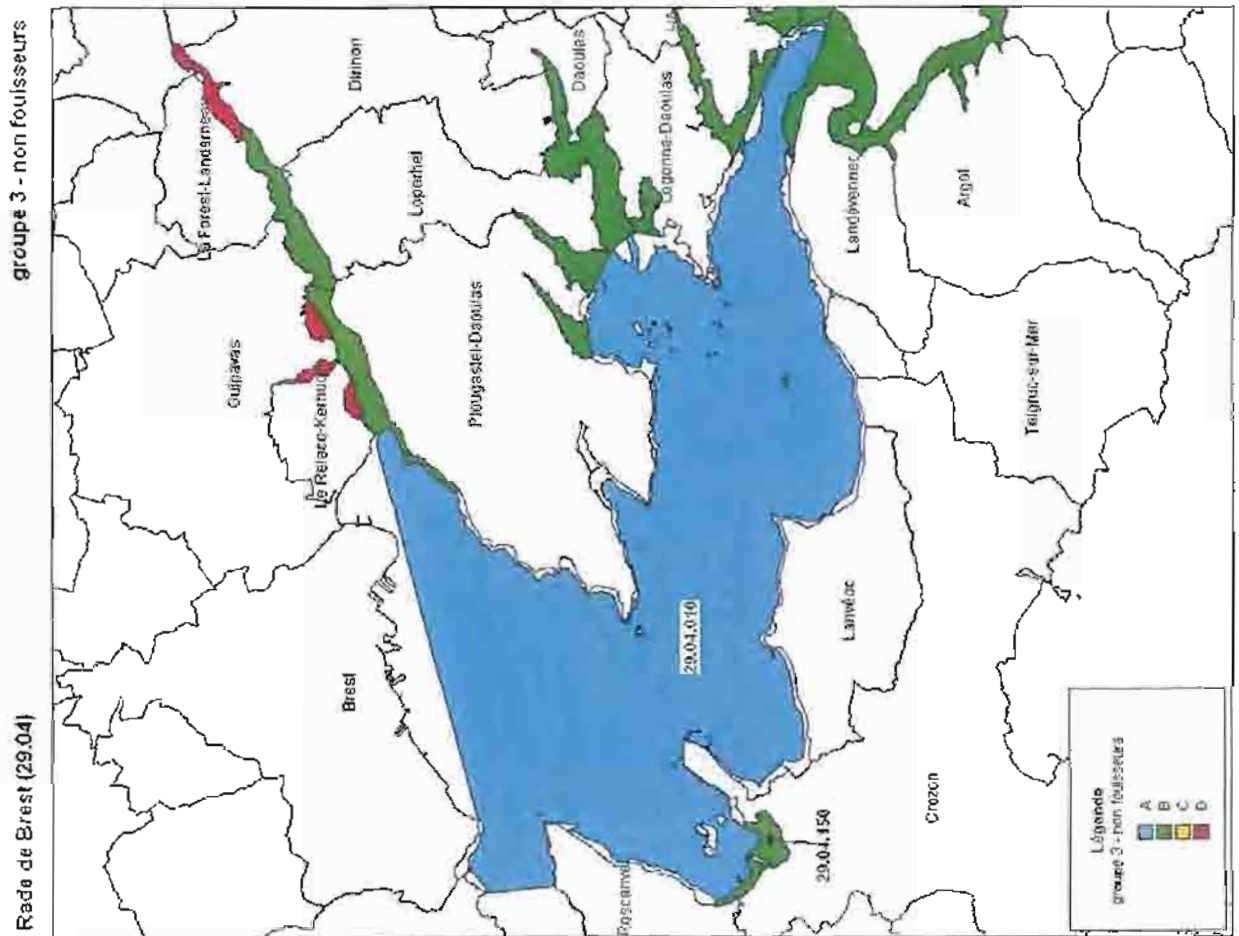 Rade de Brest (29.04)
groupe 3 - non fouisseurs
La Forest-Landerneau
Dirinon
Daoulas
Guipavas
Loperhet
Logonna-Daoulas
Le Relecq-Kerhuon
Plougastel-Daoulas
Landévennec
Argol
Brest
29.04.010
Telgruc-sur-Mer
Lanvéoc
Roscanvel
29.04.150
Crozon
Légende
groupe 3 - non fouisseurs
A
B
C
D